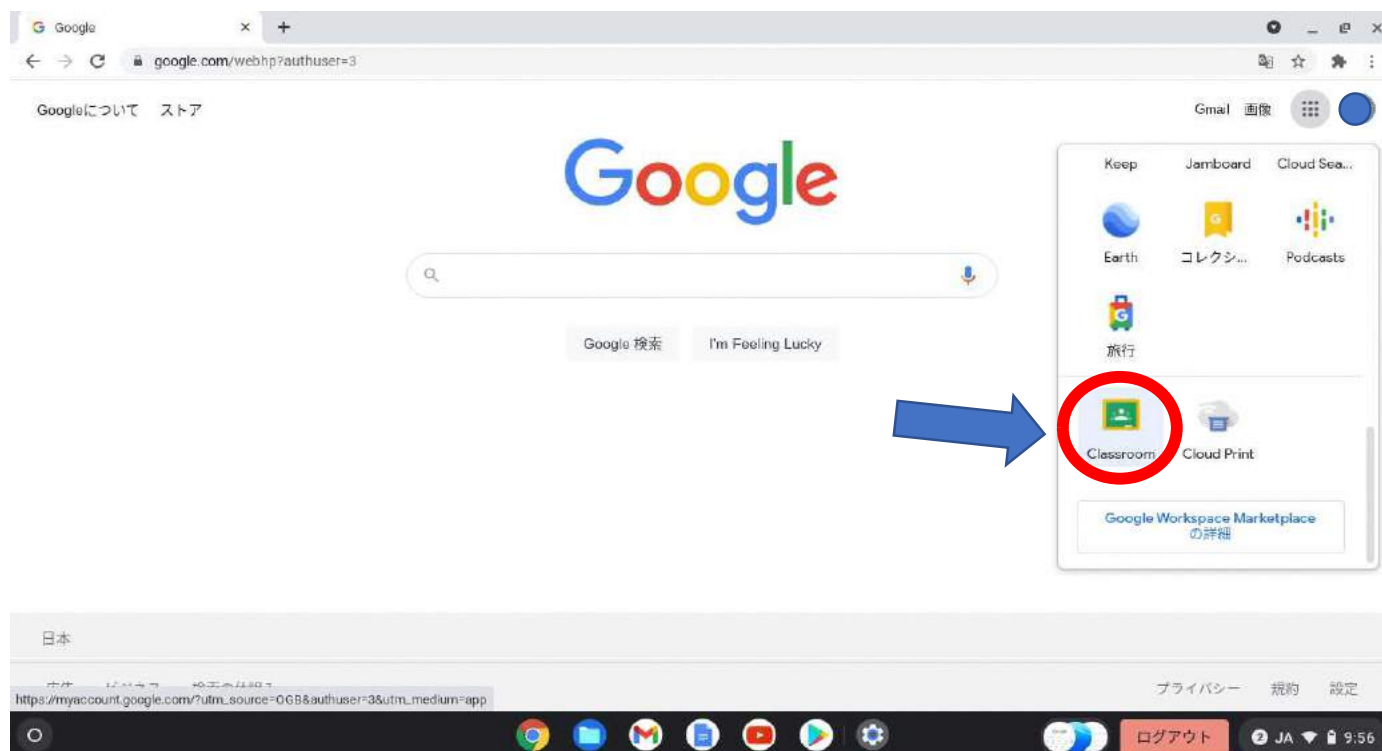 Google
google.com/webhp?authuser=3
Googleについて ストア
Gmail 画像
Google
Keep Jamboard Cloud Sea...
Earth コレクシ... Podcasts
旅行
Google 検索 I'm Feeling Lucky
Classroom Cloud Print
Google Workspace Marketplace
の詳細
日本
https://myaccount.google.com/?utm_source=OGB&authuser=3&utm_medium=app
プライバシー 規約 設定
ログアウト
2 JA 9:56